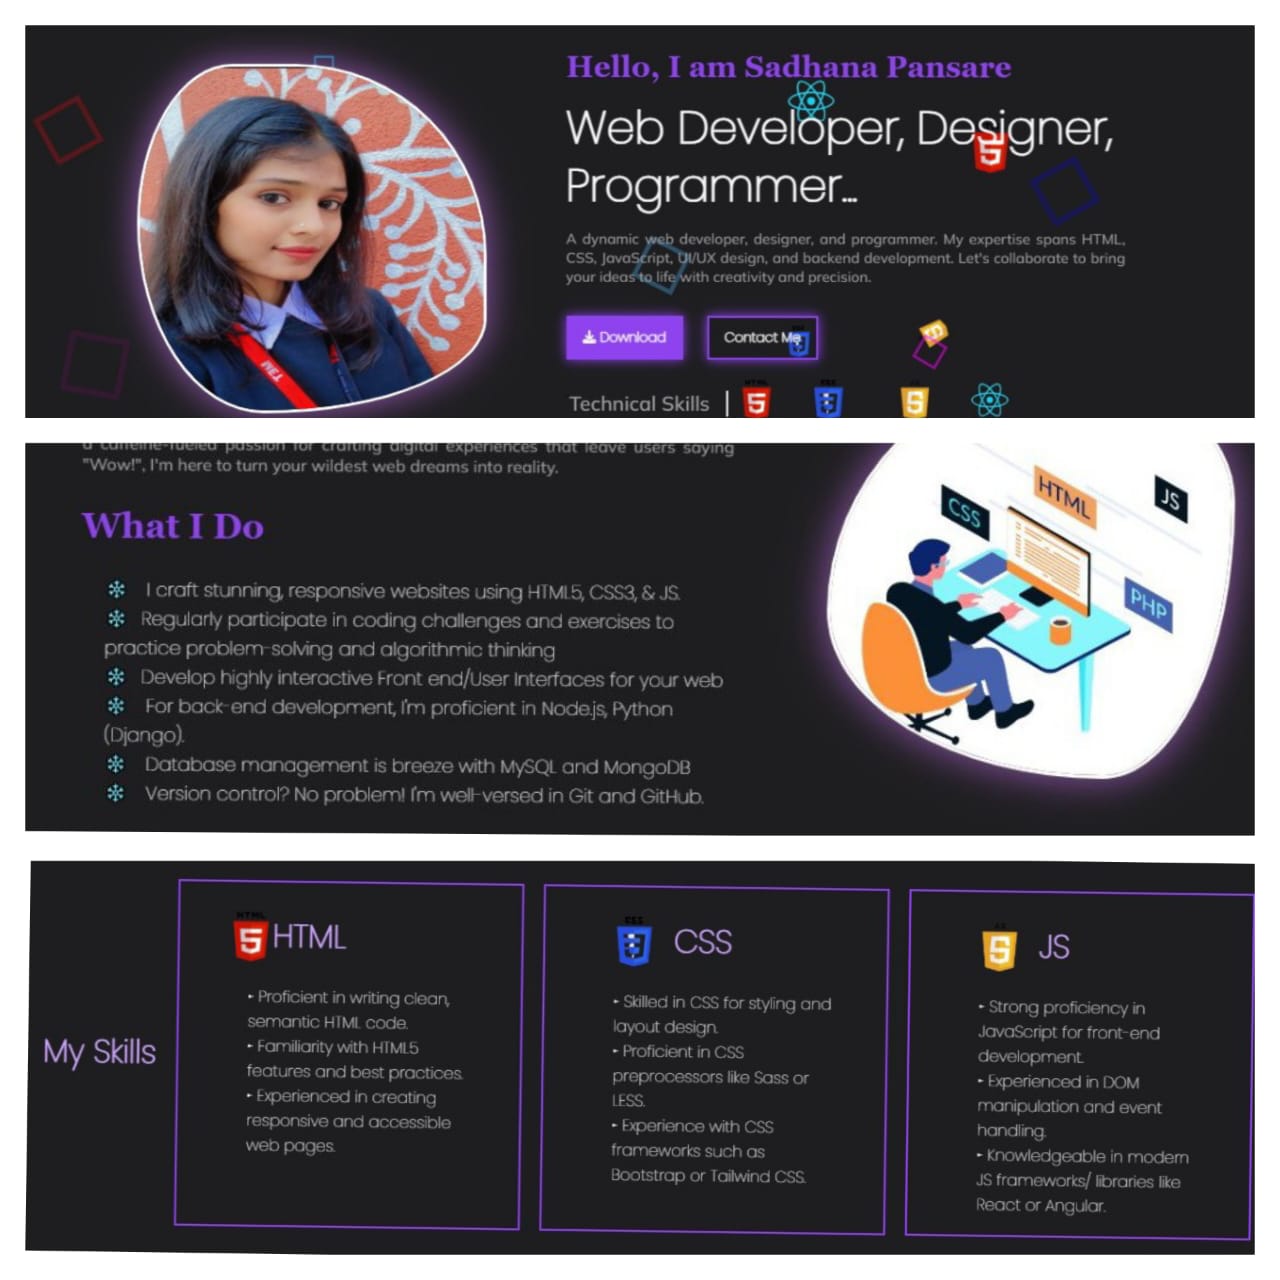 Hello, I am Sadhana Pansare
Web Developer, Designer,
Programmer...
A dynamic web developer, designer, and programmer. My expertise spans HTML,
CSS, JavaScript, UI/UX design, and backend development. Let's collaborate to bring
your ideas to life with creativity and precision.
Download
Contact Me
Technical Skills |
HTML
CSS
JS
a caffeine-fueled passion for crafting digital experiences that leave users saying
"Wow!", I'm here to turn your wildest web dreams into reality.
What I Do
I craft stunning, responsive websites using HTML5, CSS3, & JS.
Regularly participate in coding challenges and exercises to
practice problem-solving and algorithmic thinking
Develop highly interactive Front end/User Interfaces for your web
For back-end development, I'm proficient in Node.js, Python
(Django).
Database management is breeze with MySQL and MongoDB
Version control? No problem! I'm well-versed in Git and GitHub.
CSS
HTML
JS
PHP
My Skills
HTML
5
HTML
‣ Proficient in writing clean,
semantic HTML code.
‣ Familiarity with HTML5
features and best practices.
‣ Experienced in creating
responsive and accessible
web pages.
CSS
CSS
‣ Skilled in CSS for styling and
layout design.
‣ Proficient in CSS
preprocessors like Sass or
LESS.
‣ Experience with CSS
frameworks such as
Bootstrap or Tailwind CSS.
JS
JS
‣ Strong proficiency in
JavaScript for front-end
development.
‣ Experienced in DOM
manipulation and event
handling.
‣ Knowledgeable in modern
JS frameworks/ libraries like
React or Angular.